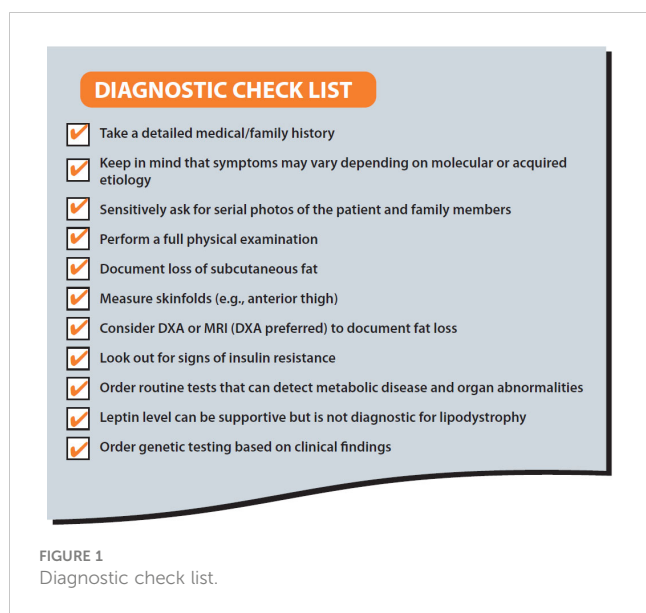 DIAGNOSTIC CHECK LIST
Take a detailed medical/family history
Keep in mind that symptoms may vary depending on molecular or acquired
etiology
Sensitively ask for serial photos of the patient and family members
Perform a full physical examination
Document loss of subcutaneous fat
Measure skinfolds (e.g., anterior thigh)
Consider DXA or MRI (DXA preferred) to document fat loss
Look out for signs of insulin resistance
Order routine tests that can detect metabolic disease and organ abnormalities
Leptin level can be supportive but is not diagnostic for lipodystrophy
Order genetic testing based on clinical findings
FIGURE 1
Diagnostic check list.